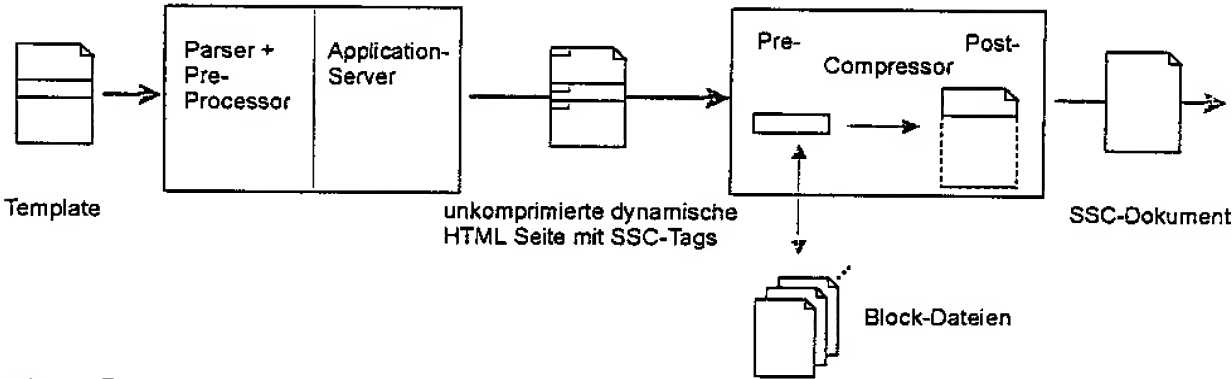 Parser +
Pre-
Processor
Application-
Server
Pre-
Post-
Compressor
Template
unkomprimierte dynamische
HTML Seite mit SSC-Tags
SSC-Dokument
Block-Dateien